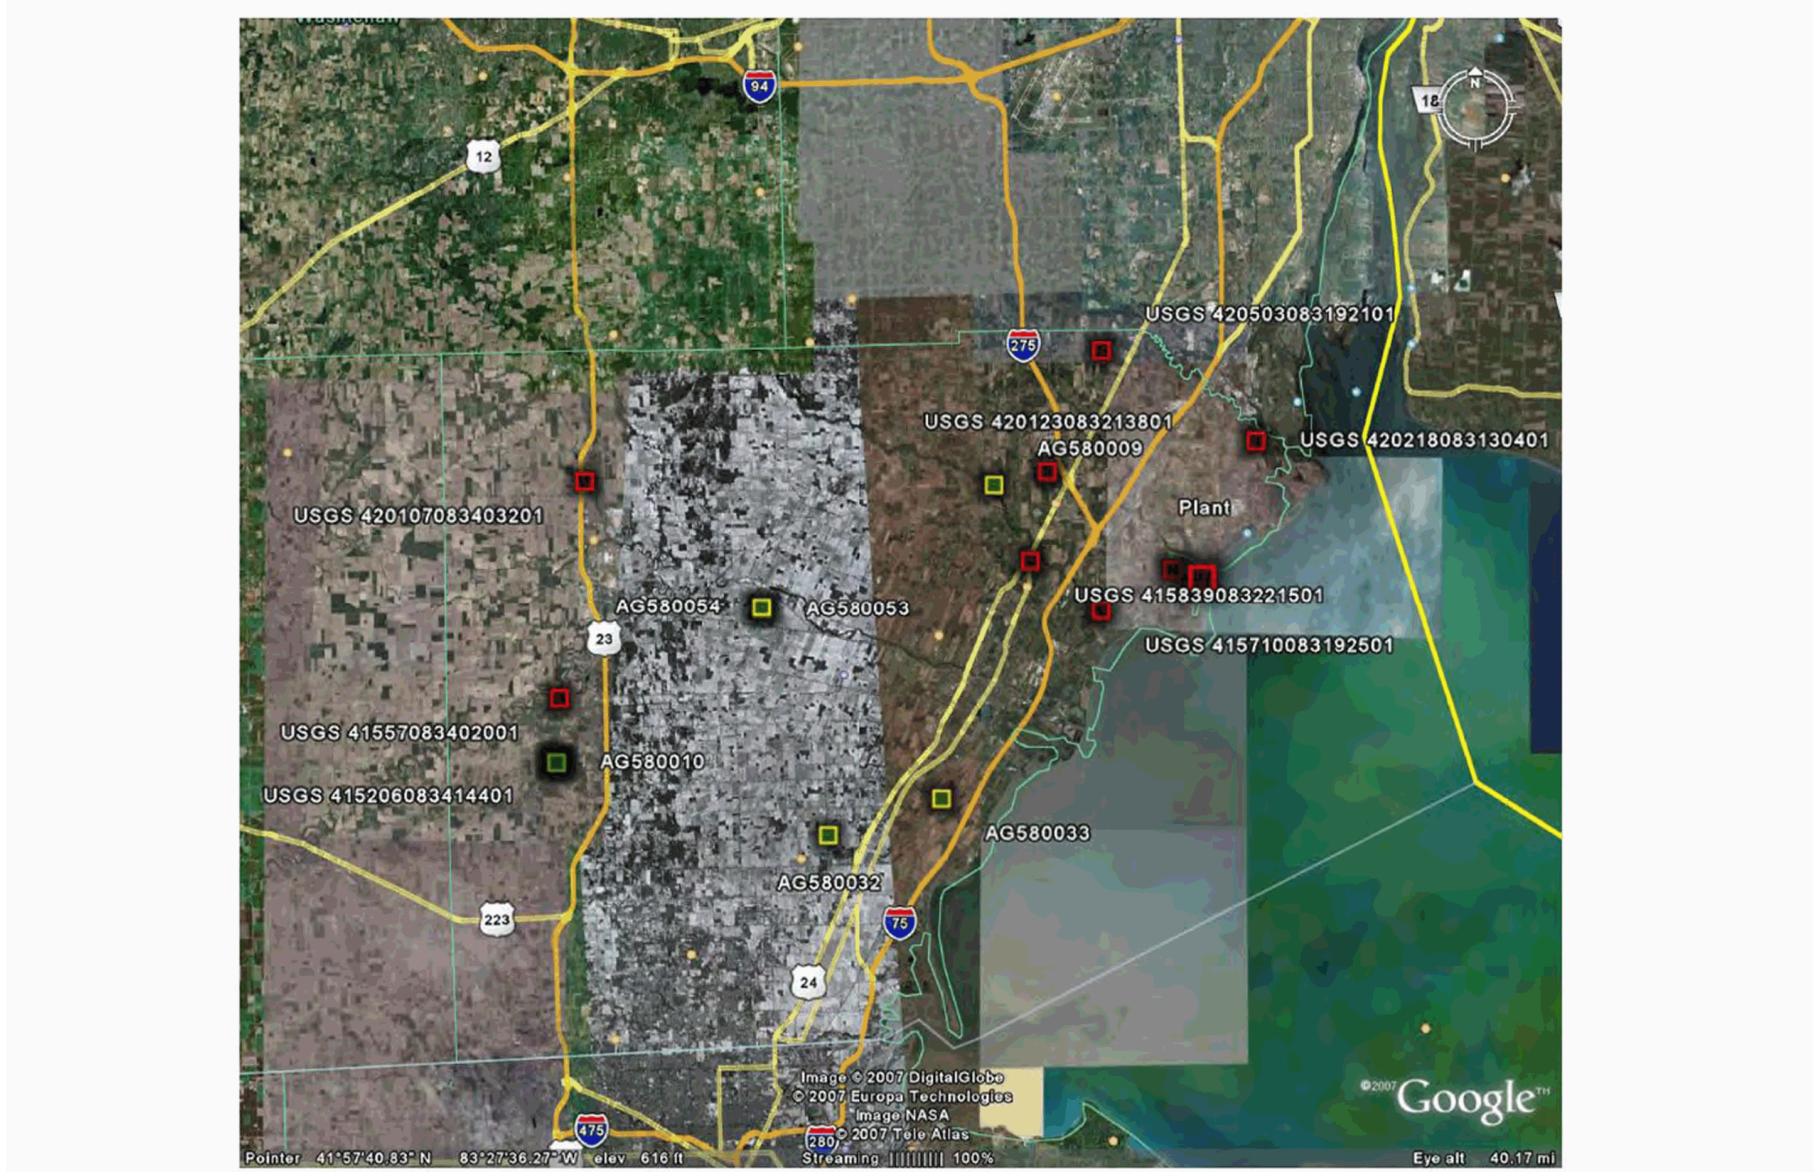 94
18
N
12
USGS 420503083192101
275
USGS 420123083213801
AG580009
USGS 420218083130401
USGS 420107083403201
Plant
USGS 415839083221501
AG580054
AG580053
23
USGS 415710083192501
USGS 41557083402001
AG580010
USGS 415206083414401
AG580033
AG580032
223
75
24
Image © 2007 DigitalGlobe
© 2007 Europa Technologies
Image NASA
© 2007 Tele Atlas
©2007 Google™
475
280
Pointer 41°57'40.83" N 83°27'36.27" W elev 616 ft Streaming 100% Eye alt 40.17 mi